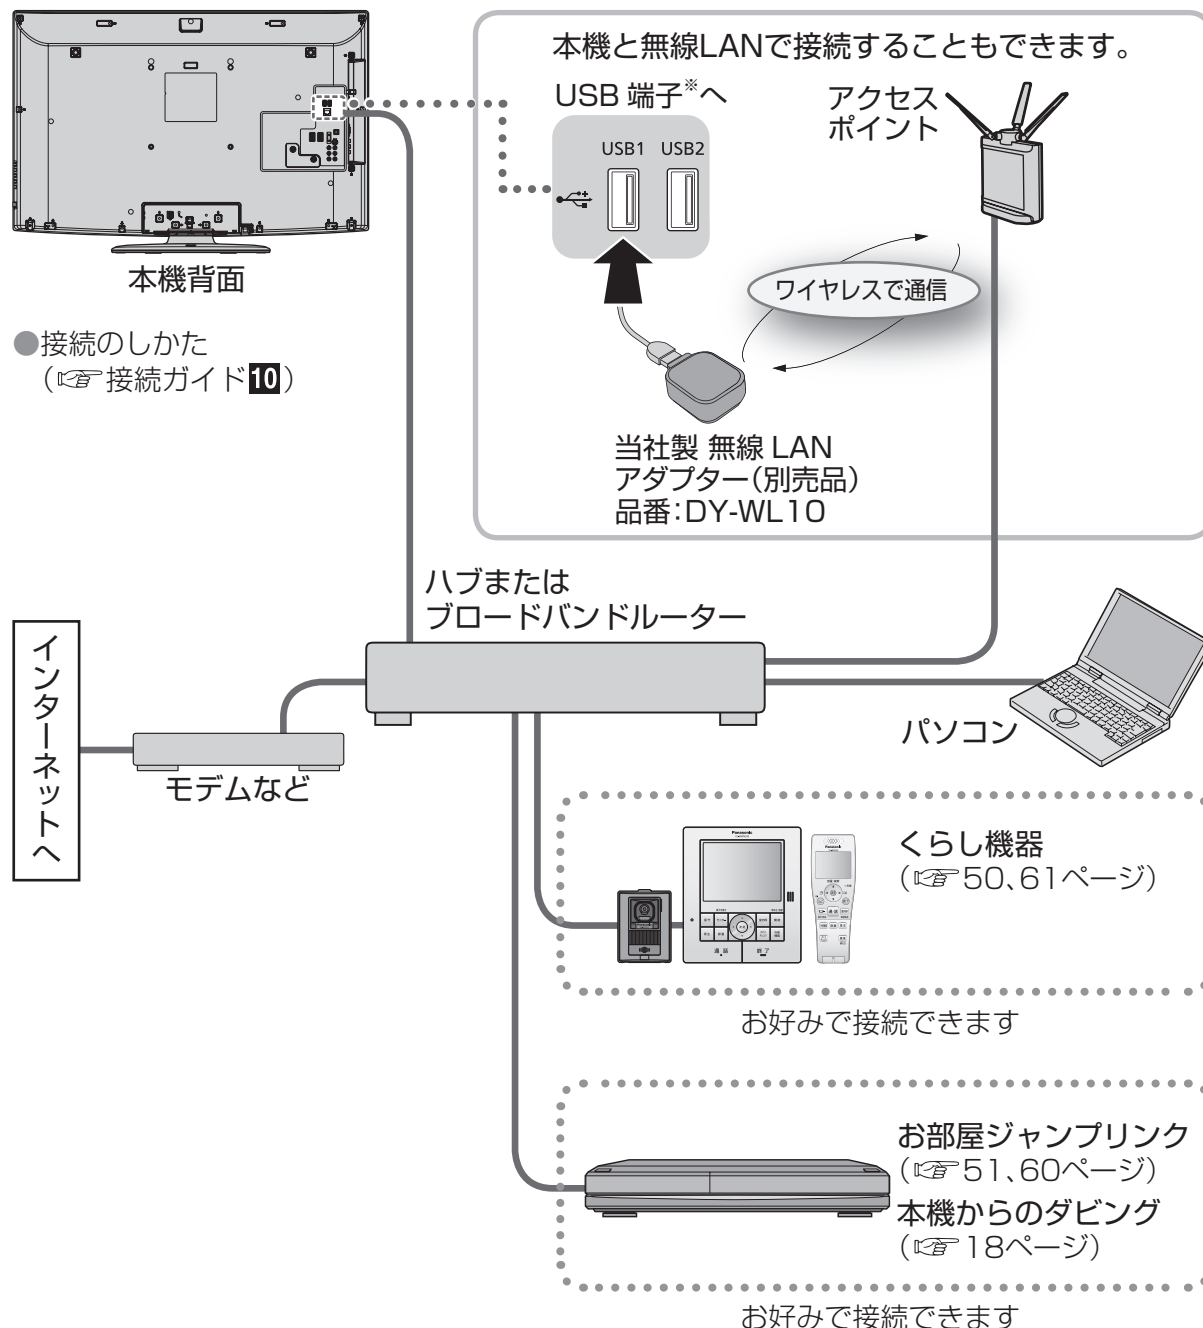 本機と無線LANで接続することもできます。
USB 端子※へ
アクセス
ポイント
USB1 USB2
ワイヤレスで通信
当社製 無線 LAN
アダプター(別売品)
品番:DY-WL10
本機背面
●接続のしかた
(☞接続ガイド10)
ハブまたは
ブロードバンドルーター
インターネットへ
モデムなど
パソコン
くらし機器
(☞50、61ページ)
Panasonic
Panasonic
通話
終了
お好みで接続できます
お部屋ジャンプリンク
(☞51、60ページ)
本機からのダビング
(☞18ページ)
お好みで接続できます